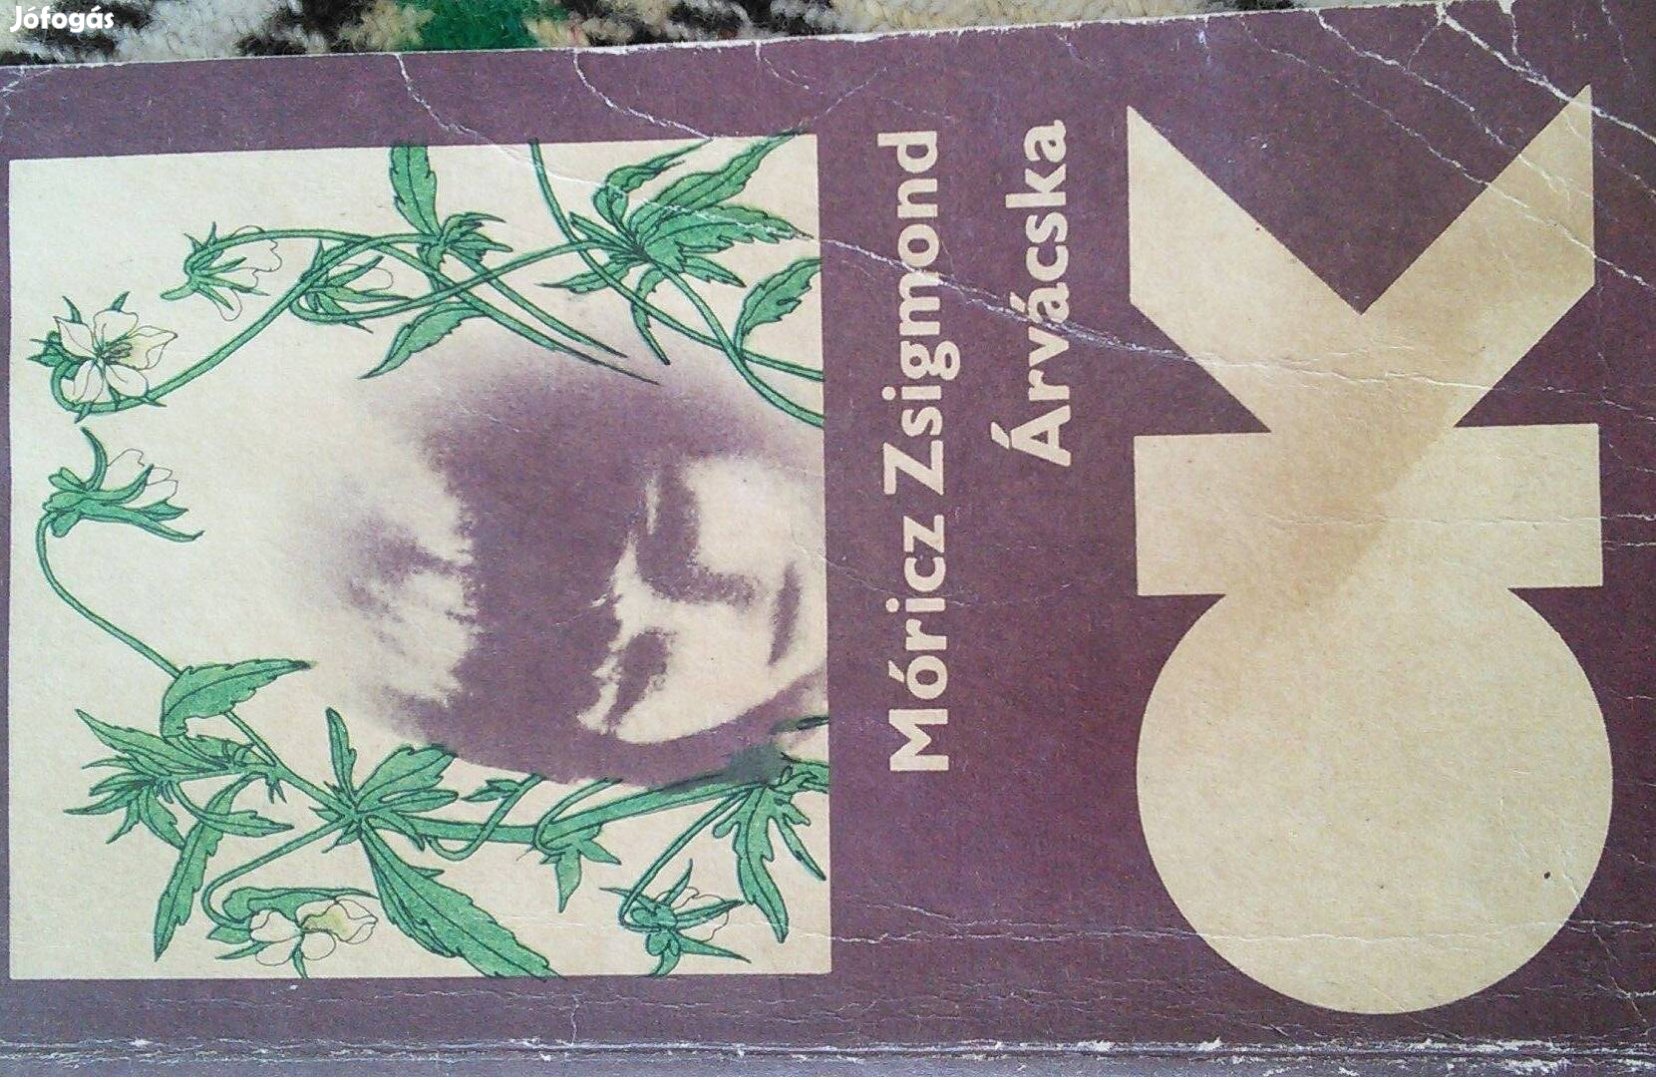 Jófogás
Móricz Zsigmond
Árvácska
OK